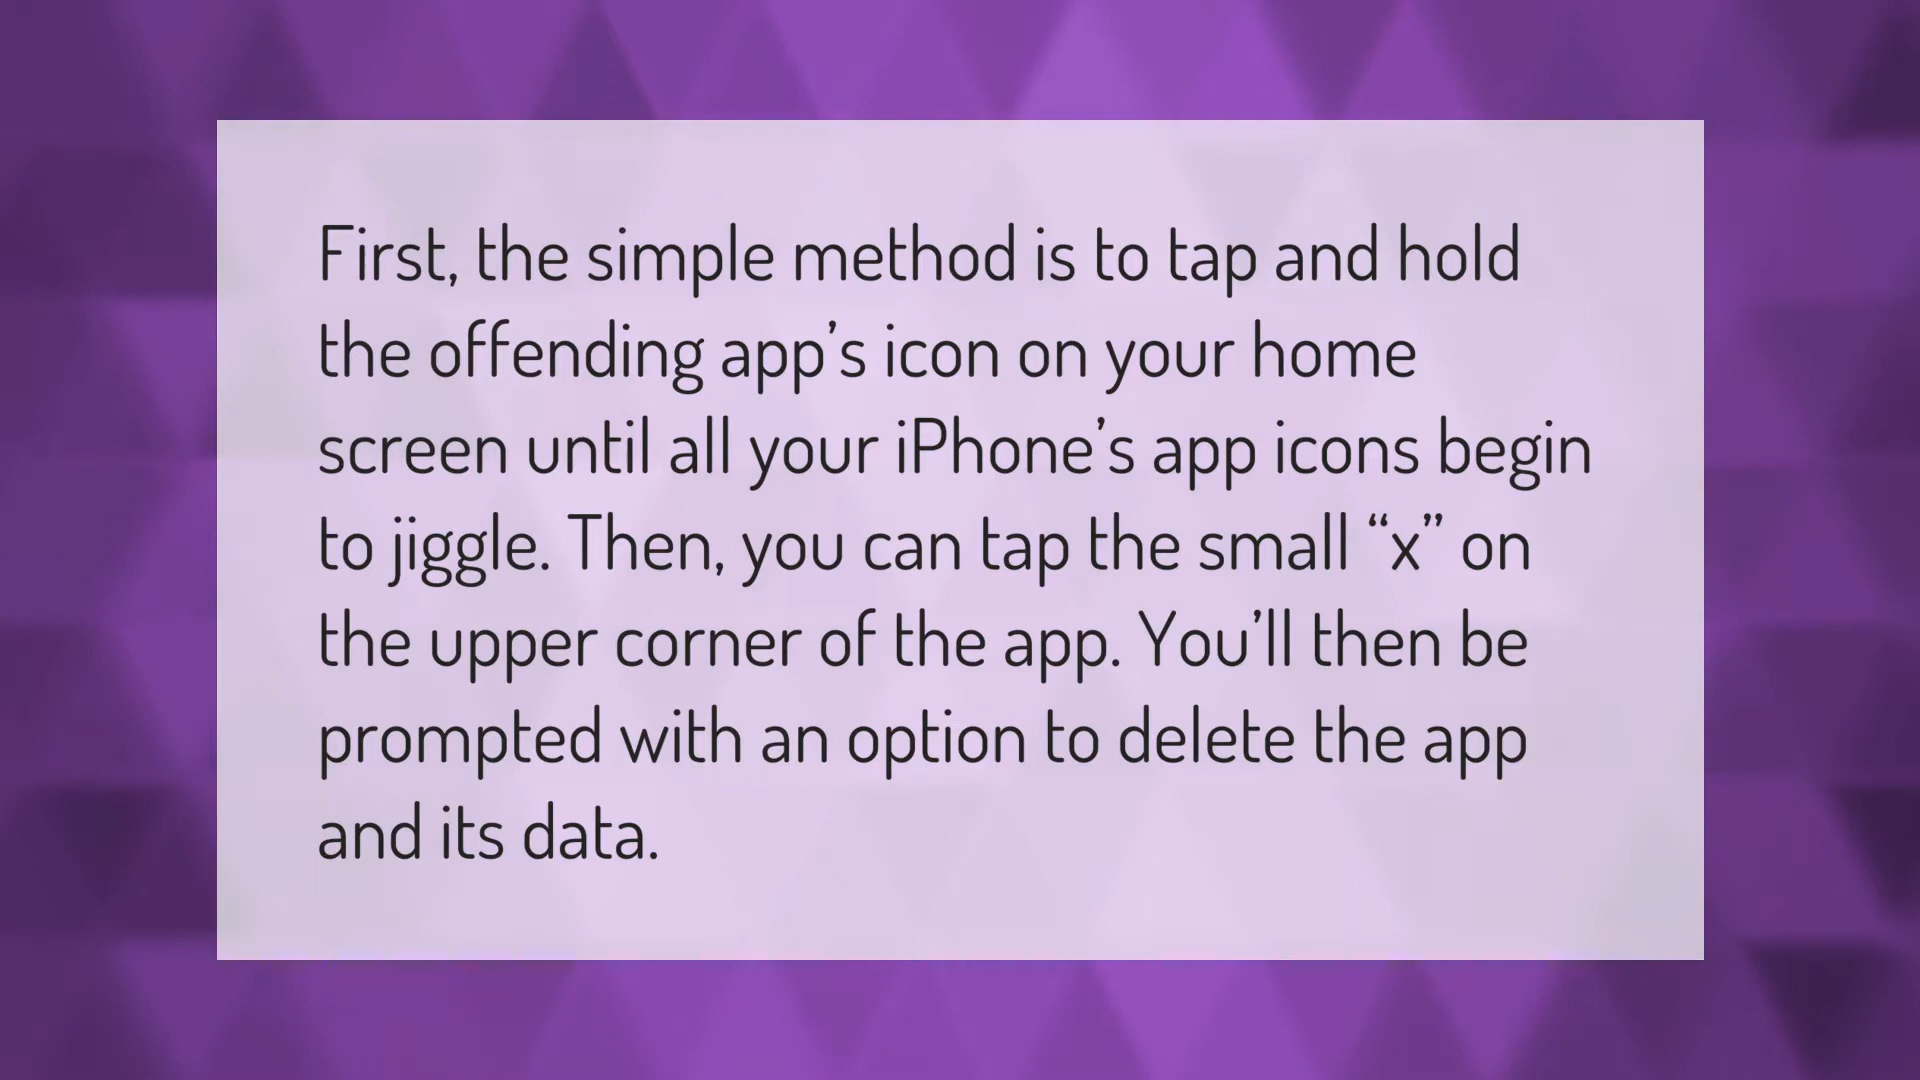 First, the simple method is to tap and hold
the offending app’s icon on your home
screen until all your iPhone’s app icons begin
to jiggle. Then, you can tap the small “x” on
the upper corner of the app. You’ll then be
prompted with an option to delete the app
and its data.